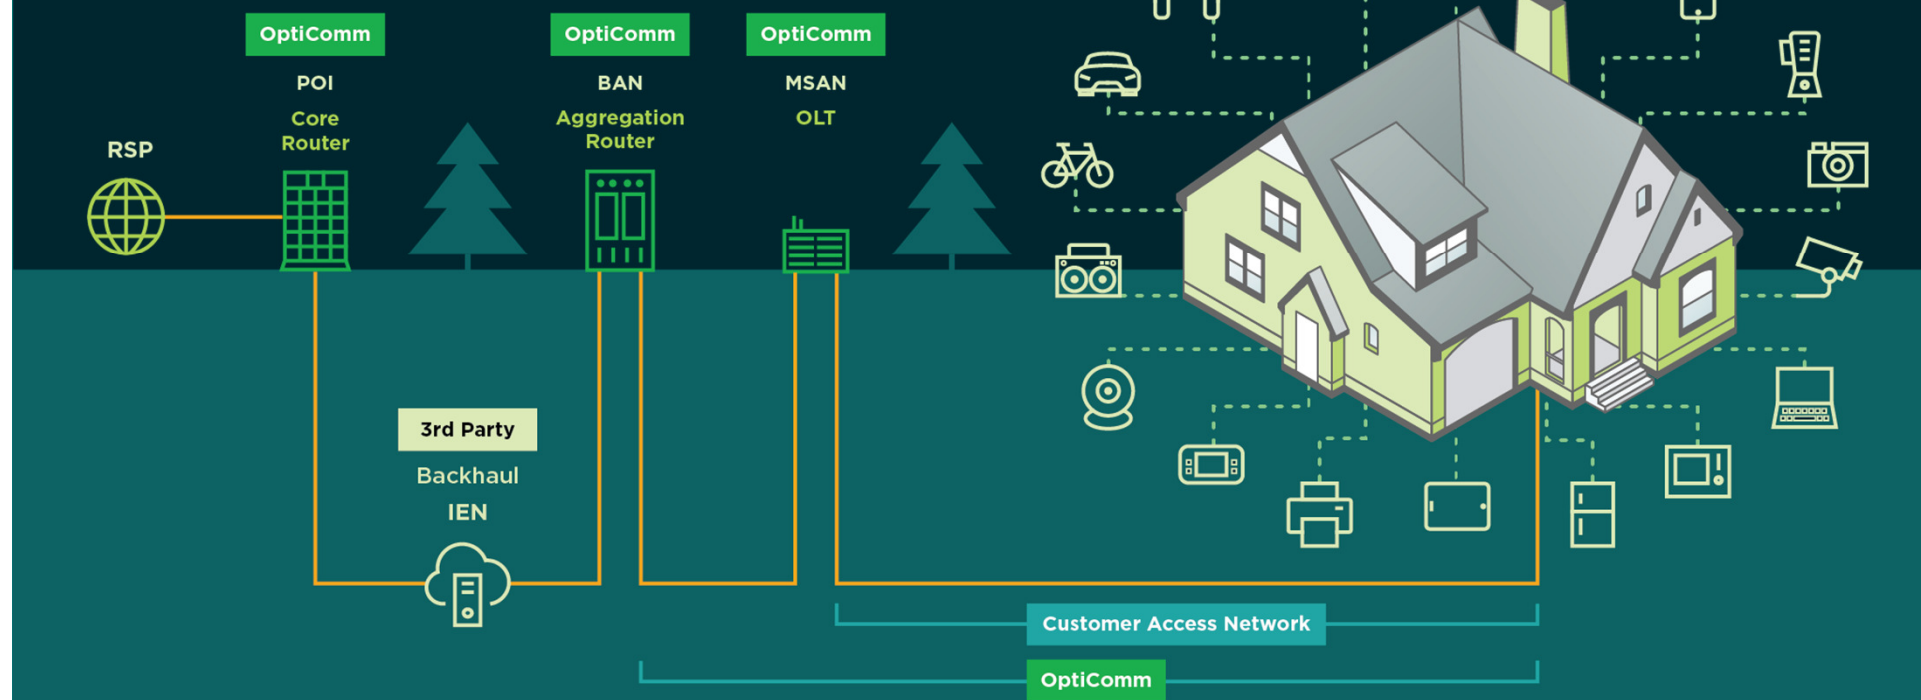 OptiComm
POI
Core
Router
OptiComm
BAN
Aggregation
Router
OptiComm
MSAN
OLT
RSP
3rd Party
Backhaul
IEN
Customer Access Network
OptiComm